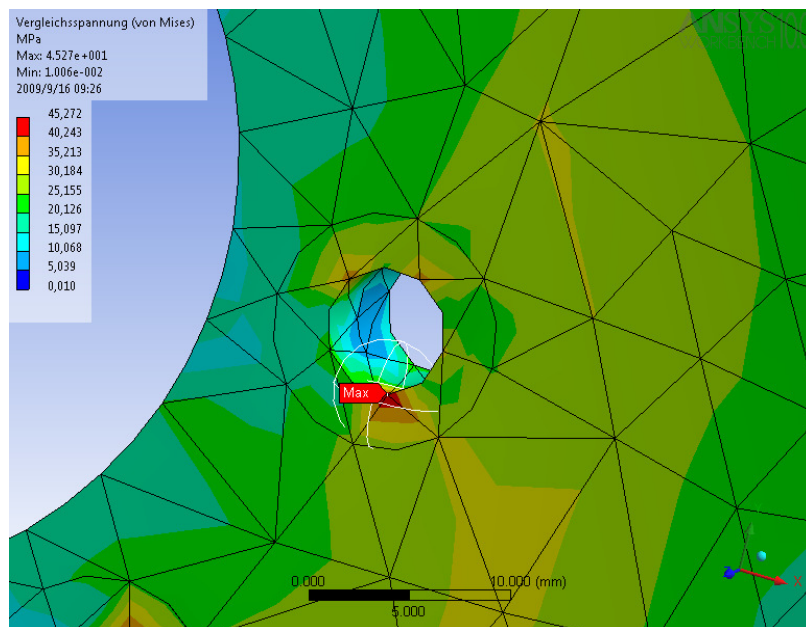 Vergleichsspannung (von Mises)
MPa
Max: 4.527e+001
Min: 1.006e-002
2009/9/16 09:26
45,272
40,243
35,213
30,184
25,155
20,126
15,097
10,068
5,039
0,010
Max
0.000
10.000 (mm)
5.000
X